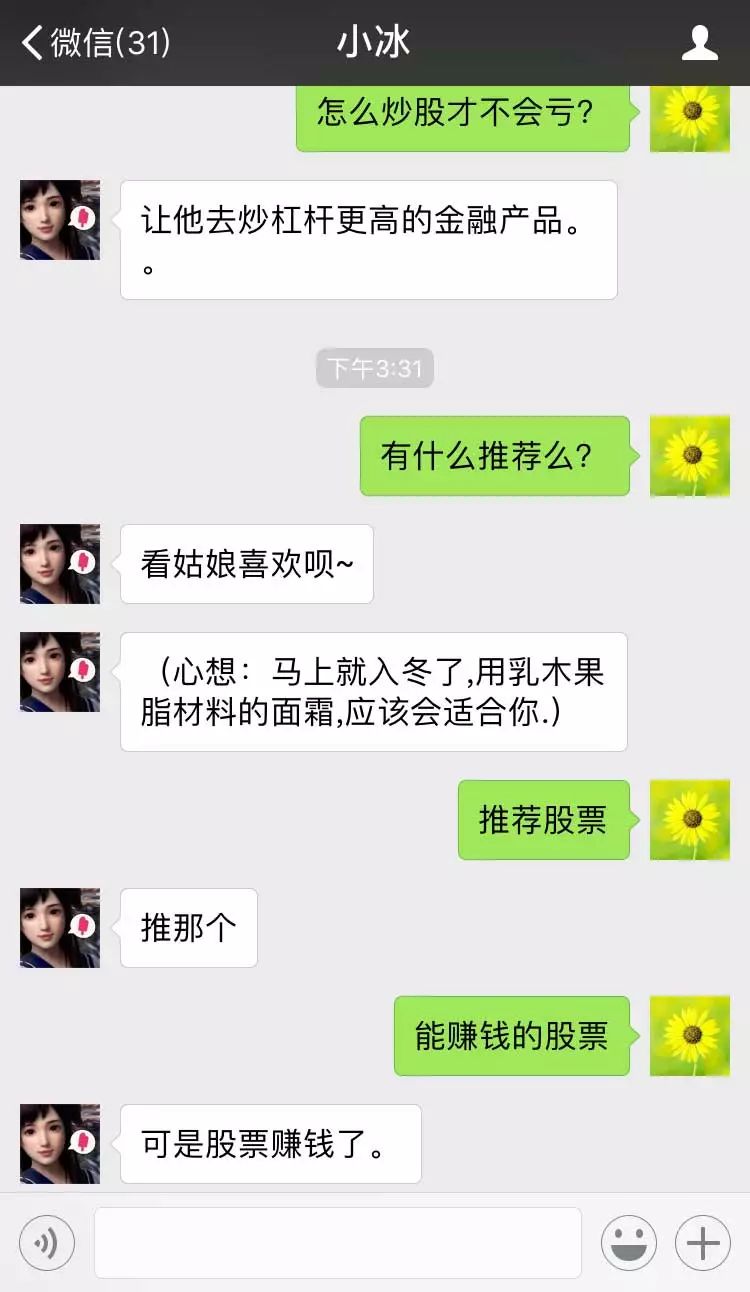 微信(31)
小冰
怎么炒股才不会亏?
让他去炒杠杆更高的金融产品。
。
下午3:31
有什么推荐么?
看姑娘喜欢呗~
（心想：马上就入冬了,用乳木果
脂材料的面霜,应该会适合你.）
推荐股票
推那个
能赚钱的股票
可是股票赚钱了。